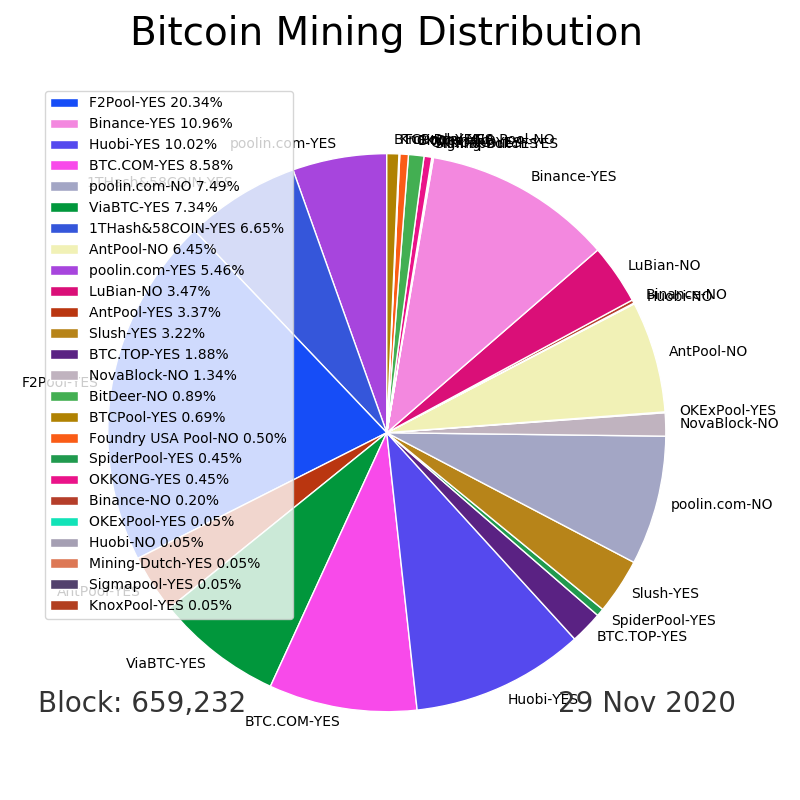 Bitcoin Mining Distribution
F2Pool-YES 20.34%
Binance-YES 10.96%
Huobi-YES 10.02%
BTC.COM-YES 8.58%
poolin.com-NO 7.49%
ViaBTC-YES 7.34%
1THash&58COIN-YES 6.65%
AntPool-NO 6.45%
poolin.com-YES 5.46%
LuBian-NO 3.47%
AntPool-YES 3.37%
Slush-YES 3.22%
BTC.TOP-YES 1.88%
NovaBlock-NO 1.34%
BitDeer-NO 0.89%
BTCPool-YES 0.69%
Foundry USA Pool-NO 0.50%
SpiderPool-YES 0.45%
OKKONG-YES 0.45%
Binance-NO 0.20%
OKExPool-YES 0.05%
Huobi-NO 0.05%
Mining-Dutch-YES 0.05%
Sigmapool-YES 0.05%
KnoxPool-YES 0.05%
poolin.com-YES
1THash&58COIN-YES
F2Pool-YES
AntPool-YES
ViaBTC-YES
BTC.COM-YES
Huobi-YES
BTC.TOP-YES
SpiderPool-YES
Slush-YES
poolin.com-NO
NovaBlock-NO
OKExPool-YES
AntPool-NO
Huobi-NO
Binance-NO
LuBian-NO
Binance-YES
Block: 659,232
29 Nov 2020